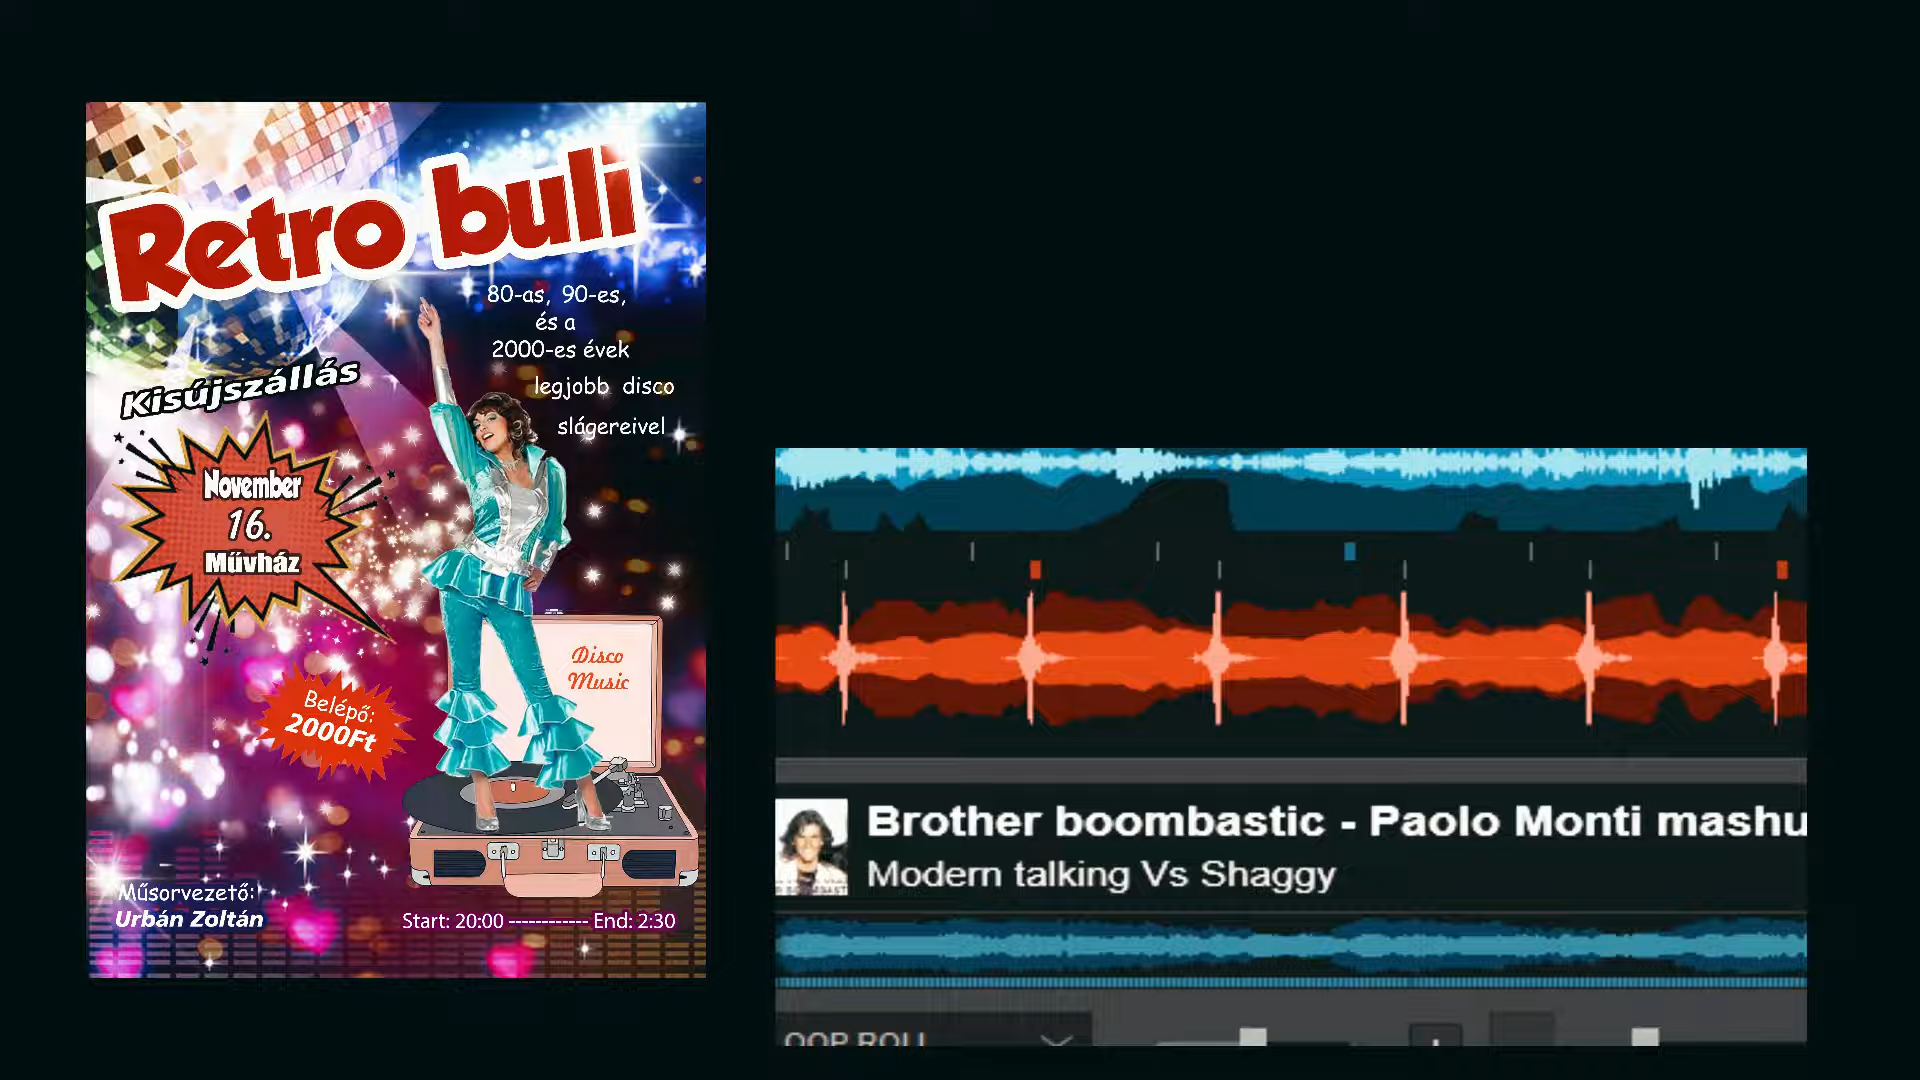 Retro buli
80-as, 90-es,
és a
2000-es évek
legjobb disco
slágereivel
Kisújszállás
November
16.
Művház
Disco
Music
Belépő:
2000Ft
Műsorvezető:
Urbán Zoltán
Start: 20:00 ------------ End: 2:30
Brother boombastic - Paolo Monti mashu
Modern talking Vs Shaggy
OOP ROLL